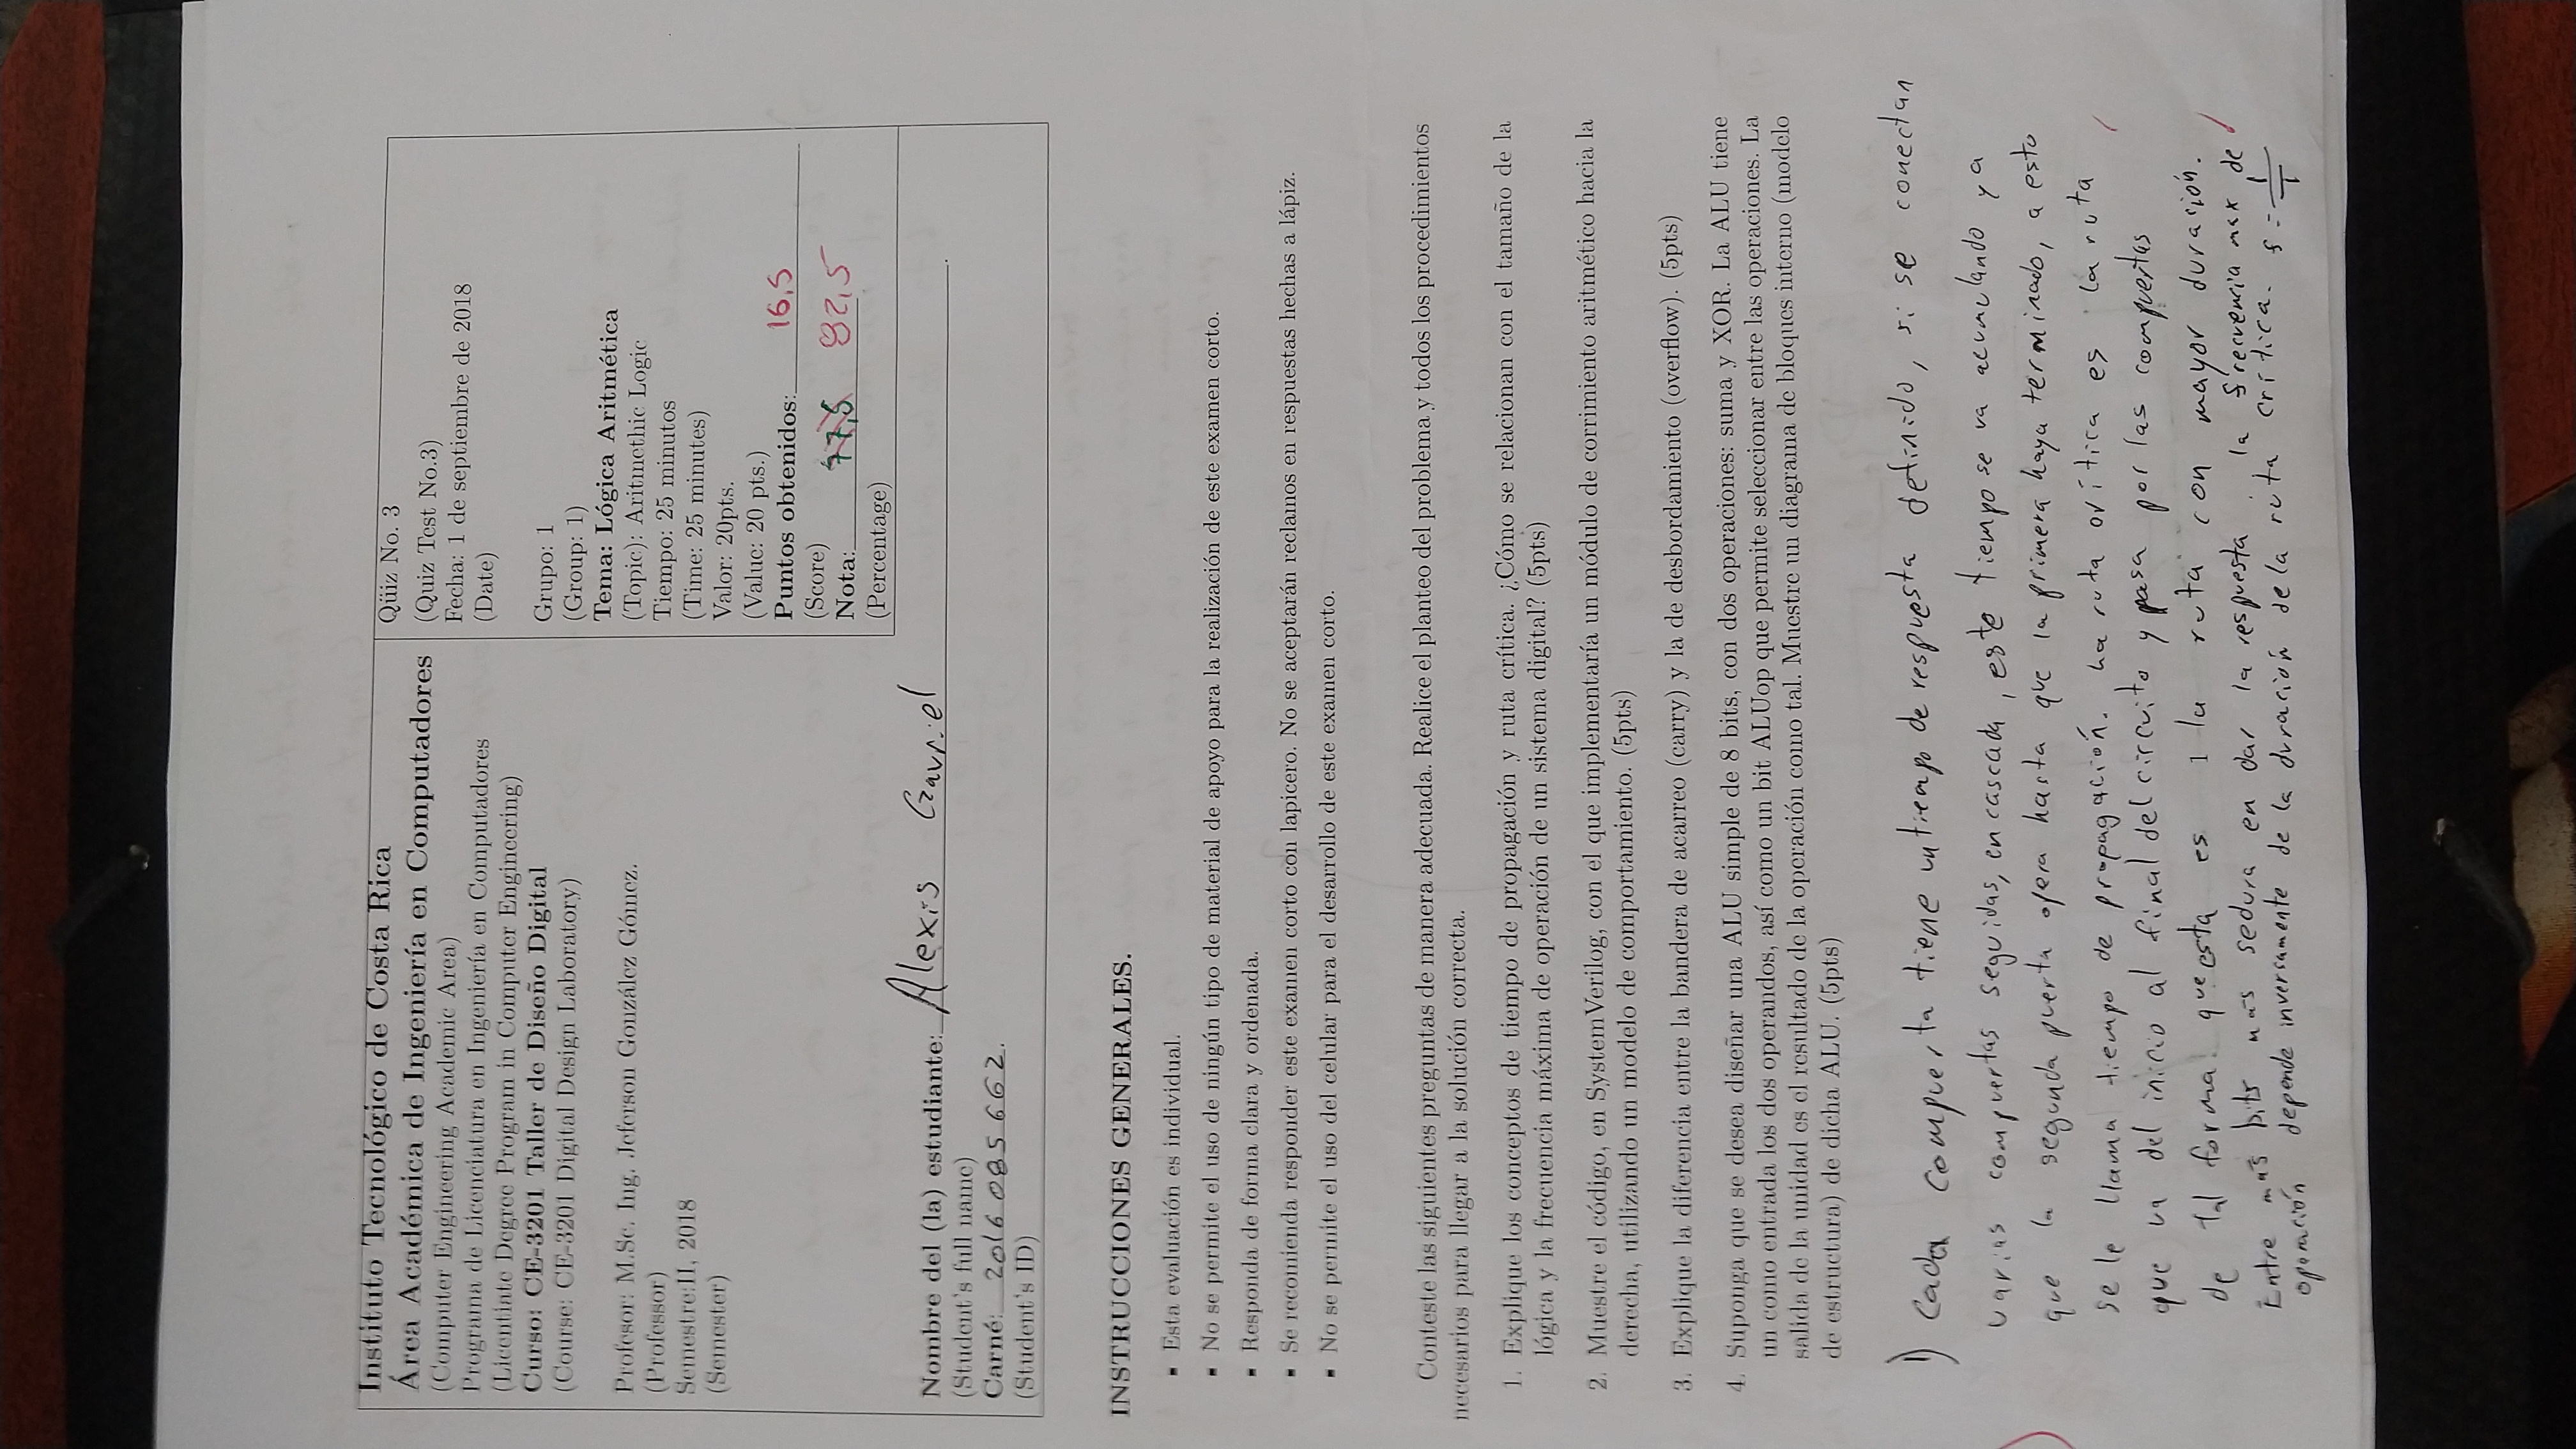 Instituto Tecnológico de Costa Rica
Área Académica de Ingeniería en Computadores
(Computer Engineering Academic Area)
Programa de Licenciatura en Ingeniería en Computadores
(Licentiate Degree Program in Computer Engineering)
Curso: CE-3201 Taller de Diseño Digital
(Course: CE-3201 Digital Design Laboratory)
Profesor: M.Sc. Ing. Jeferson González Gómez.
(Professor)
Semestre:II, 2018
(Semester)
Qüiz No. 3
(Quiz Test No.3)
Fecha: 1 de septiembre de 2018
(Date)
Grupo: 1
(Group: 1)
Tema: Lógica Aritmética
(Topic): Aritmethic Logic
Tiempo: 25 minutos
(Time: 25 minutes)
Valor: 20pts.
(Value: 20 pts.)
Puntos obtenidos: 16,5
(Score)
Nota: 77,5 82,5
(Percentage)
Nombre del (la) estudiante: Alexis Gavriel.
(Student's full name)
Carné: 2016085662.
(Student's ID)
INSTRUCCIONES GENERALES.
▪ Esta evaluación es individual.
▪ No se permite el uso de ningún tipo de material de apoyo para la realización de este examen corto.
▪ Responda de forma clara y ordenada.
▪ Se recomienda responder este examen corto con lapicero. No se aceptarán reclamos en respuestas hechas a lápiz.
▪ No se permite el uso del celular para el desarrollo de este examen corto.
Conteste las siguientes preguntas de manera adecuada. Realice el planteo del problema y todos los procedimientos
necesarios para llegar a la solución correcta.
1. Explique los conceptos de tiempo de propagación y ruta crítica. ¿Cómo se relacionan con el tamaño de la
lógica y la frecuencia máxima de operación de un sistema digital? (5pts)
2. Muestre el código, en SystemVerilog, con el que implementaría un módulo de corrimiento aritmético hacia la
derecha, utilizando un modelo de comportamiento. (5pts)
3. Explique la diferencia entre la bandera de acarreo (carry) y la de desbordamiento (overflow). (5pts)
4. Suponga que se desea diseñar una ALU simple de 8 bits, con dos operaciones: suma y XOR. La ALU tiene
un como entrada los dos operandos, así como un bit ALUop que permite seleccionar entre las operaciones. La
salida de la unidad es el resultado de la operación como tal. Muestre un diagrama de bloques interno (modelo
de estructura) de dicha ALU. (5pts)
1) Cada compuerta tiene un tiempo de respuesta definido, si se conectan
varias compuertas seguidas, en cascada, este tiempo se va acumulando ya
que la segunda puerta opera hasta que la primera haya terminado, a esto
se le llama tiempo de propagación. La ruta crítica es la ruta
que va del inicio al final del circuito y pasa por las compuertas
de tal forma que esta es la ruta con mayor duración.
Entre más bits más sedura en dar la respuesta. la frecuencia max de
operación depende inversamente de la duración de la ruta crítica. f = 1/T